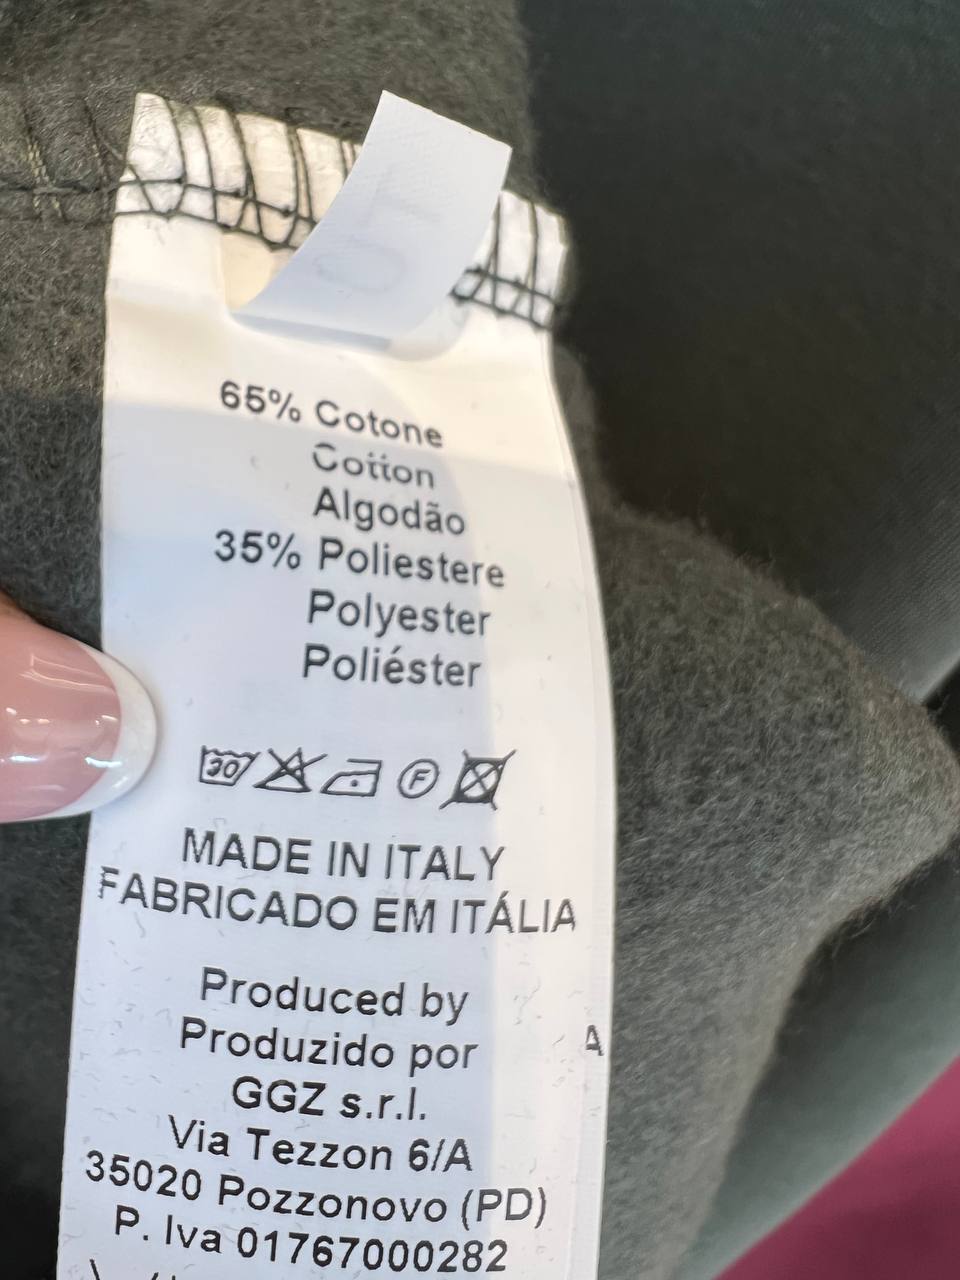 65% Cotone
Cotton
Algodão
35% Poliestere
Polyester
Poliéster
30 F
MADE IN ITALY
FABRICADO EM ITÁLIA
Produced by
Produzido por
A
GGZ s.r.l.
Via Tezzon 6/A
35020 Pozzonovo (PD)
P. Iva 01767000282